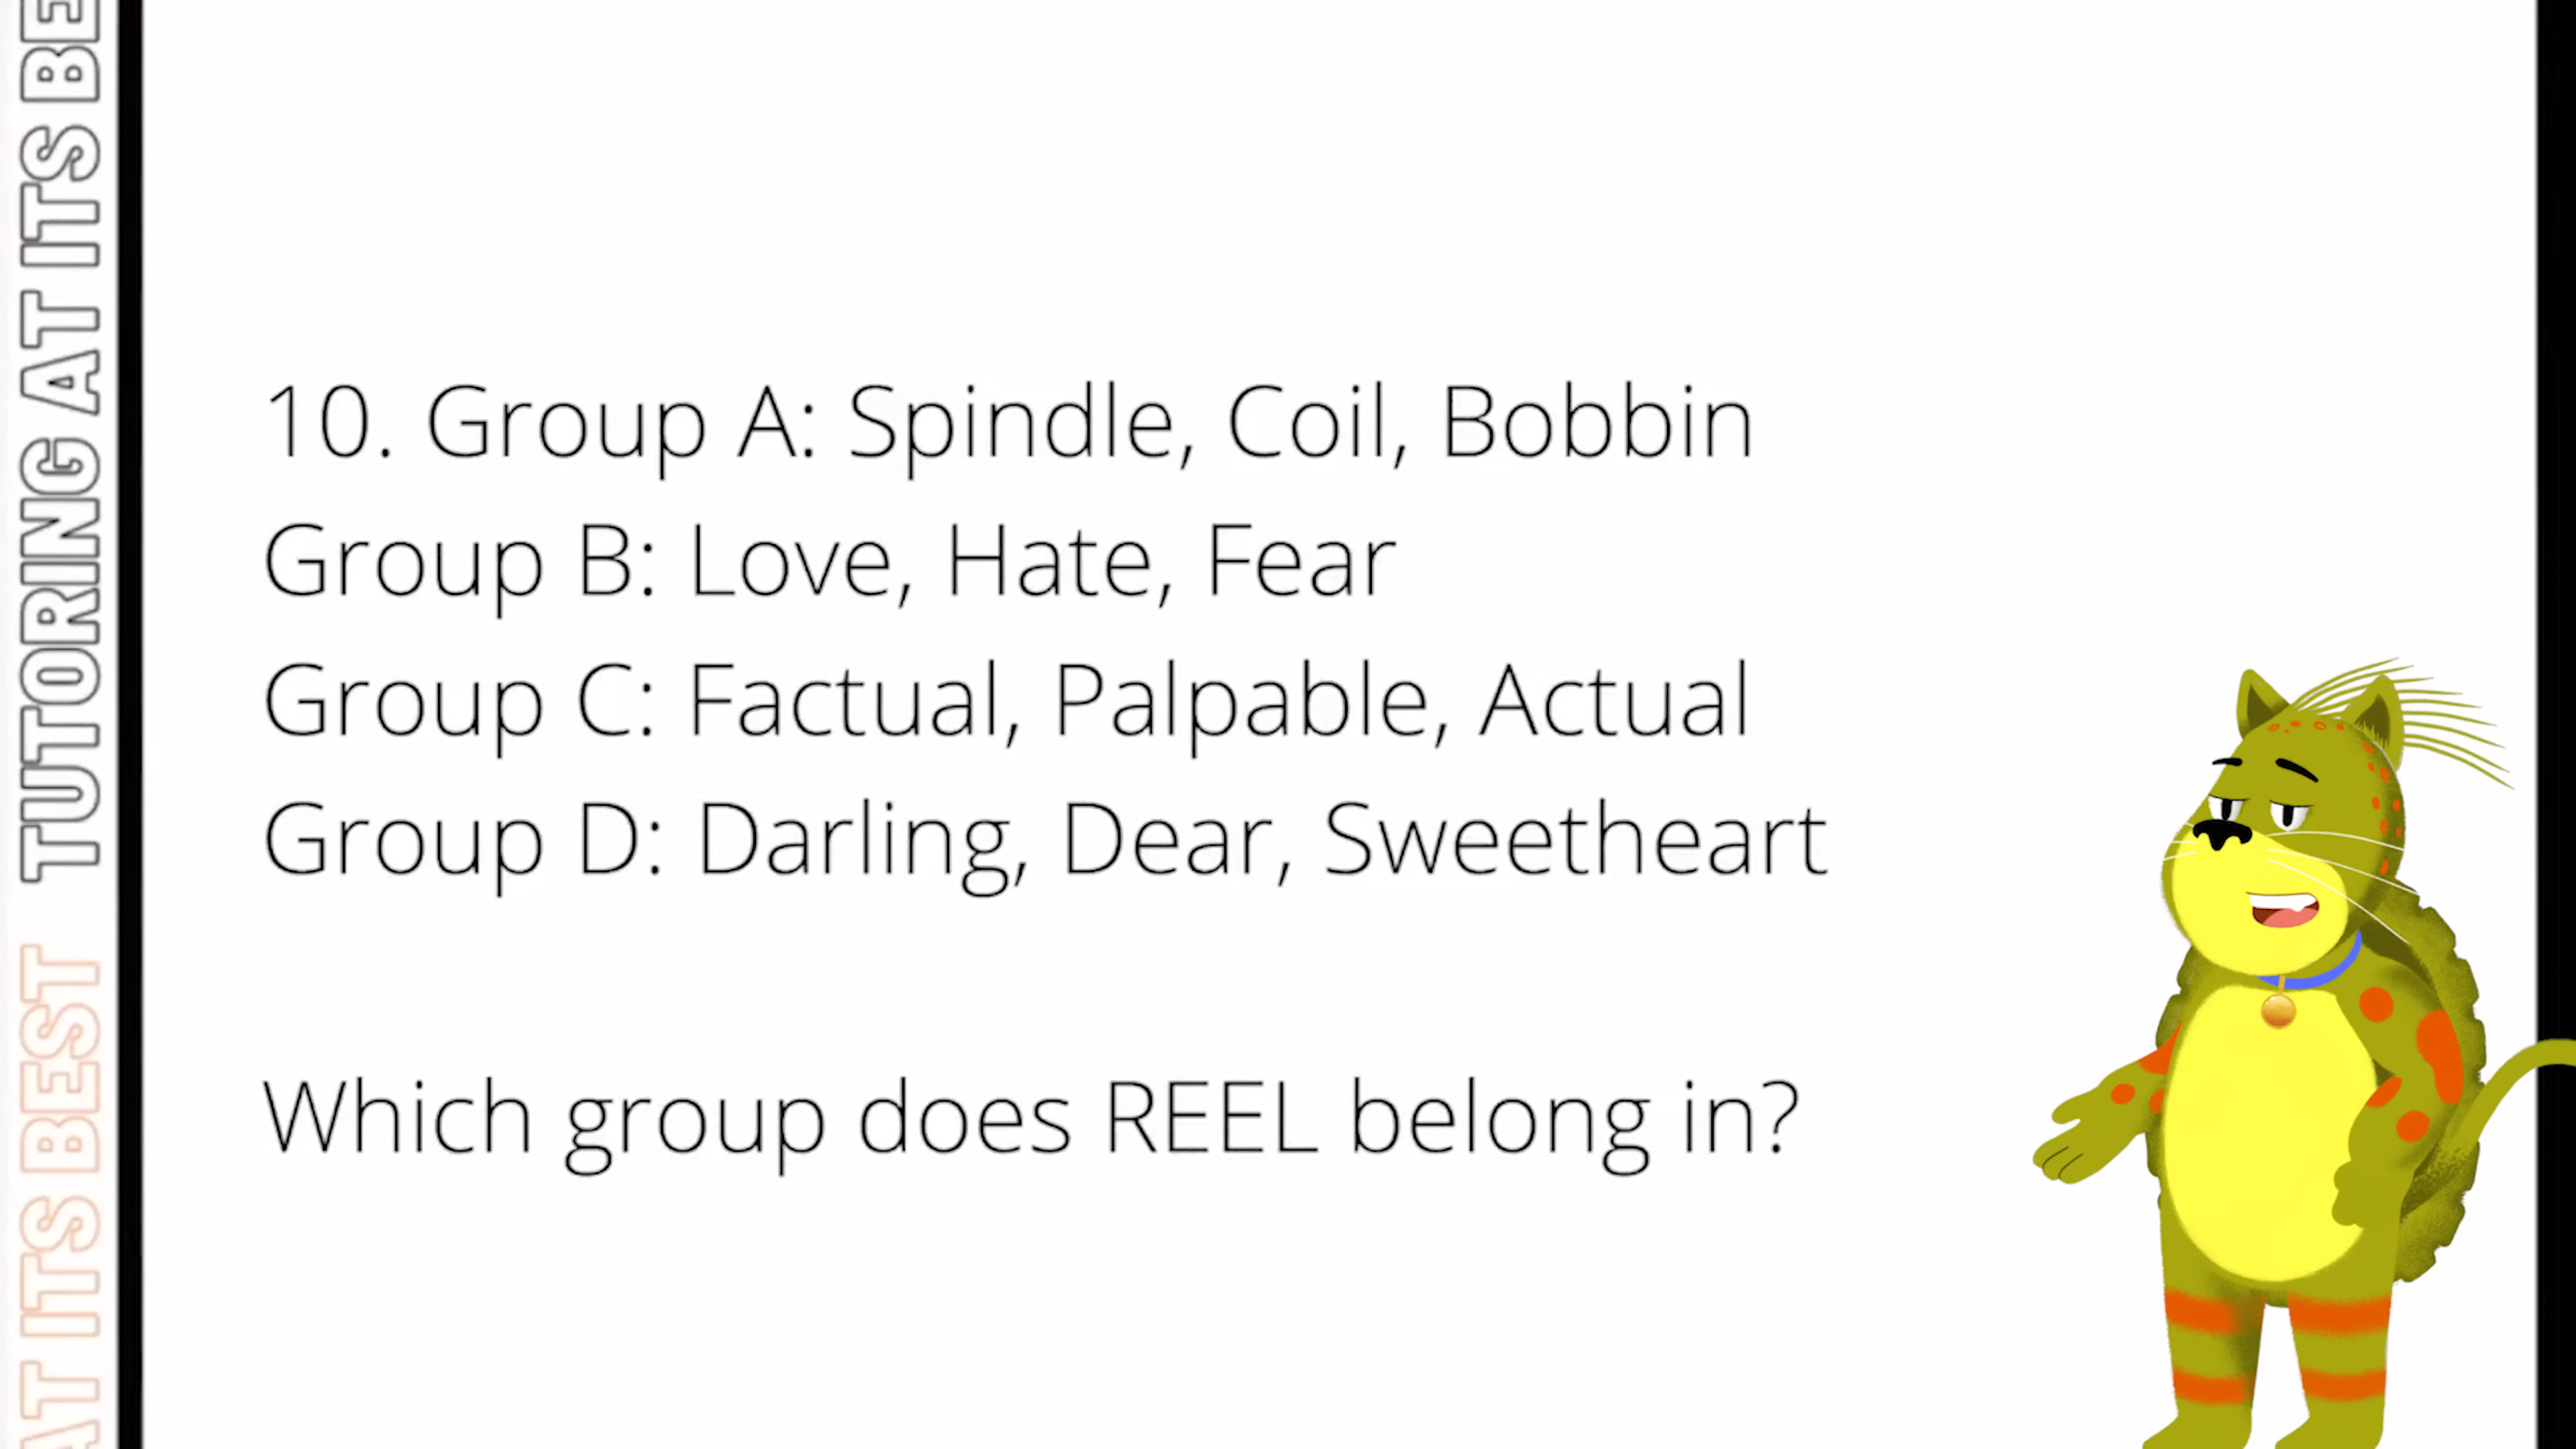 TUTORING AT ITS BE
AT ITS BEST
10. Group A: Spindle, Coil, Bobbin
Group B: Love, Hate, Fear
Group C: Factual, Palpable, Actual
Group D: Darling, Dear, Sweetheart
Which group does REEL belong in?